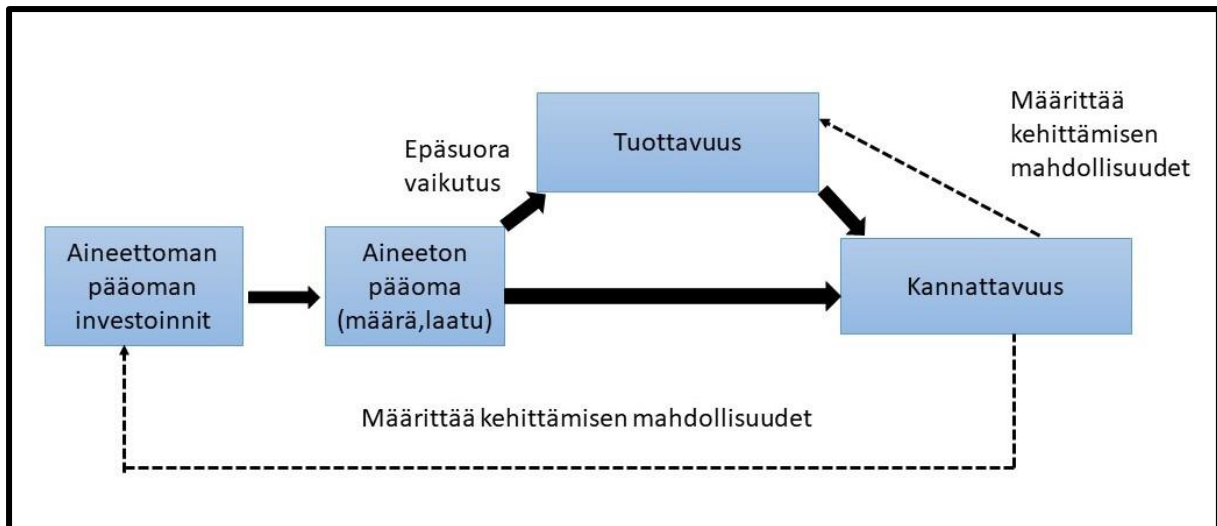 Määrittää
kehittämisen
mahdollisuudet
Epäsuora
vaikutus
Tuottavuus
Aineettoman
pääoman
investoinnit
Aineeton
pääoma
(määrä,laatu)
Kannattavuus
Määrittää kehittämisen mahdollisuudet